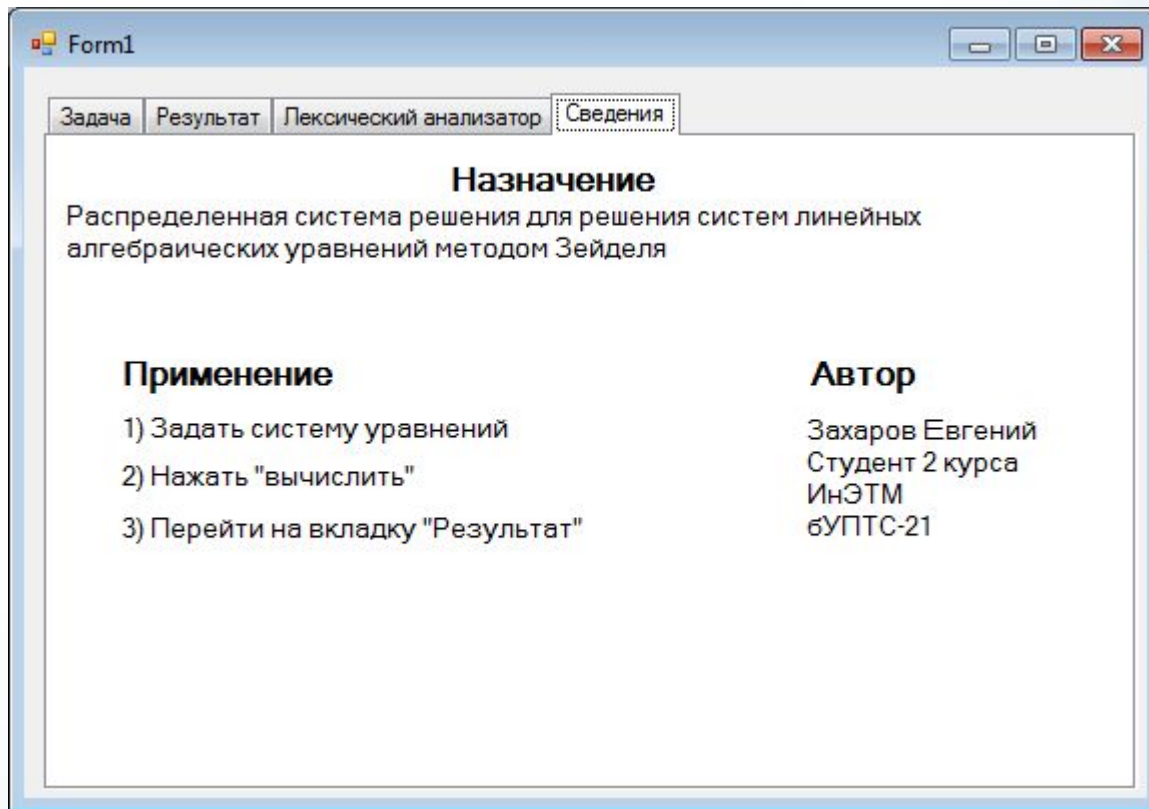 Form1
Задача Результат Лексический анализатор Сведения
Назначение
Распределенная система решения для решения систем линейных
алгебраических уравнений методом Зейделя
Применение
1) Задать систему уравнений
2) Нажать "вычислить"
3) Перейти на вкладку "Результат"
Автор
Захаров Евгений
Студент 2 курса
ИнЭТМ
бУПТС-21